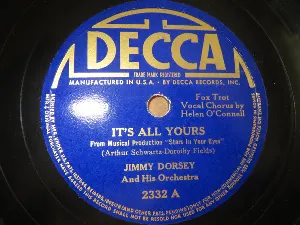 DECCA
TRADE MARK REGISTERED
MANUFACTURED IN U.S.A. BY DECCA RECORDS, INC.
Fox Trot
Vocal Chorus by
Helen O'Connell
IT'S ALL YOURS
From Musical Production "Stars In Your Eyes"
(Arthur Schwartz-Dorothy Fields)
JIMMY DORSEY
And His Orchestra
2332 A